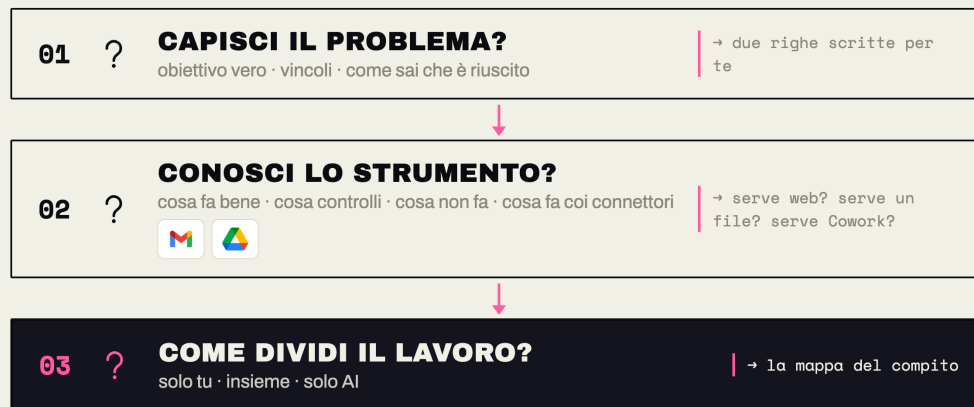 01
?
CAPISCI IL PROBLEMA?
obiettivo vero · vincoli · come sai che è riuscito
→ due righe scritte per
te
02
?
CONOSCI LO STRUMENTO?
cosa fa bene · cosa controlli · cosa non fa · cosa fa coi connettori
→ serve web? serve un
file? serve Cowork?
03
?
COME DIVIDI IL LAVORO?
solo tu · insieme · solo AI
→ la mappa del compito